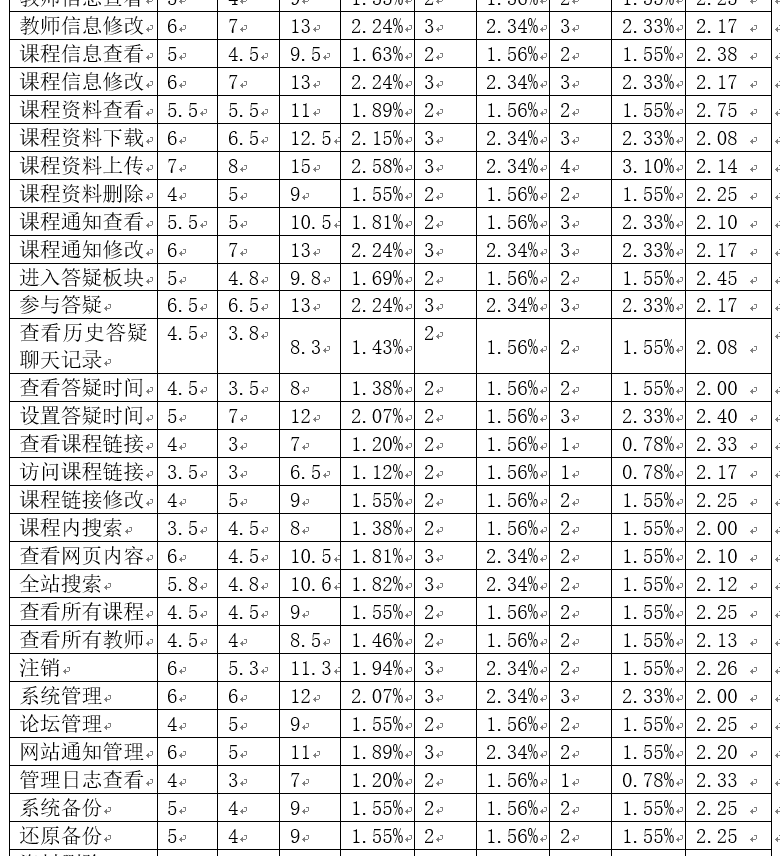 教师信息查看 5 4 9 1.55% 2 1.56% 2 1.55% 2.25
教师信息修改 6 7 13 2.24% 3 2.34% 3 2.33% 2.17
课程信息查看 5 4.5 9.5 1.63% 2 1.56% 2 1.55% 2.38
课程信息修改 6 7 13 2.24% 3 2.34% 3 2.33% 2.17
课程资料查看 5.5 5.5 11 1.89% 2 1.56% 2 1.55% 2.75
课程资料下载 6 6.5 12.5 2.15% 3 2.34% 3 2.33% 2.08
课程资料上传 7 8 15 2.58% 3 2.34% 4 3.10% 2.14
课程资料删除 4 5 9 1.55% 2 1.56% 2 1.55% 2.25
课程通知查看 5.5 5 10.5 1.81% 2 1.56% 3 2.33% 2.10
课程通知修改 6 7 13 2.24% 3 2.34% 3 2.33% 2.17
进入答疑板块 5 4.8 9.8 1.69% 2 1.56% 2 1.55% 2.45
参与答疑 6.5 6.5 13 2.24% 3 2.34% 3 2.33% 2.17
查看历史答疑 4.5 3.8 2
聊天记录 8.3 1.43% 1.56% 2 1.55% 2.08
查看答疑时间 4.5 3.5 8 1.38% 2 1.56% 2 1.55% 2.00
设置答疑时间 5 7 12 2.07% 2 1.56% 3 2.33% 2.40
查看课程链接 4 3 7 1.20% 2 1.56% 1 0.78% 2.33
访问课程链接 3.5 3 6.5 1.12% 2 1.56% 1 0.78% 2.17
课程链接修改 4 5 9 1.55% 2 1.56% 2 1.55% 2.25
课程内搜索 3.5 4.5 8 1.38% 2 1.56% 2 1.55% 2.00
查看网页内容 6 4.5 10.5 1.81% 3 2.34% 2 1.55% 2.10
全站搜索 5.8 4.8 10.6 1.82% 3 2.34% 2 1.55% 2.12
查看所有课程 4.5 4.5 9 1.55% 2 1.56% 2 1.55% 2.25
查看所有教师 4.5 4 8.5 1.46% 2 1.56% 2 1.55% 2.13
注销 6 5.3 11.3 1.94% 3 2.34% 2 1.55% 2.26
系统管理 6 6 12 2.07% 3 2.34% 3 2.33% 2.00
论坛管理 4 5 9 1.55% 2 1.56% 2 1.55% 2.25
网站通知管理 6 5 11 1.89% 3 2.34% 2 1.55% 2.20
管理日志查看 4 3 7 1.20% 2 1.56% 1 0.78% 2.33
系统备份 5 4 9 1.55% 2 1.56% 2 1.55% 2.25
还原备份 5 4 9 1.55% 2 1.56% 2 1.55% 2.25